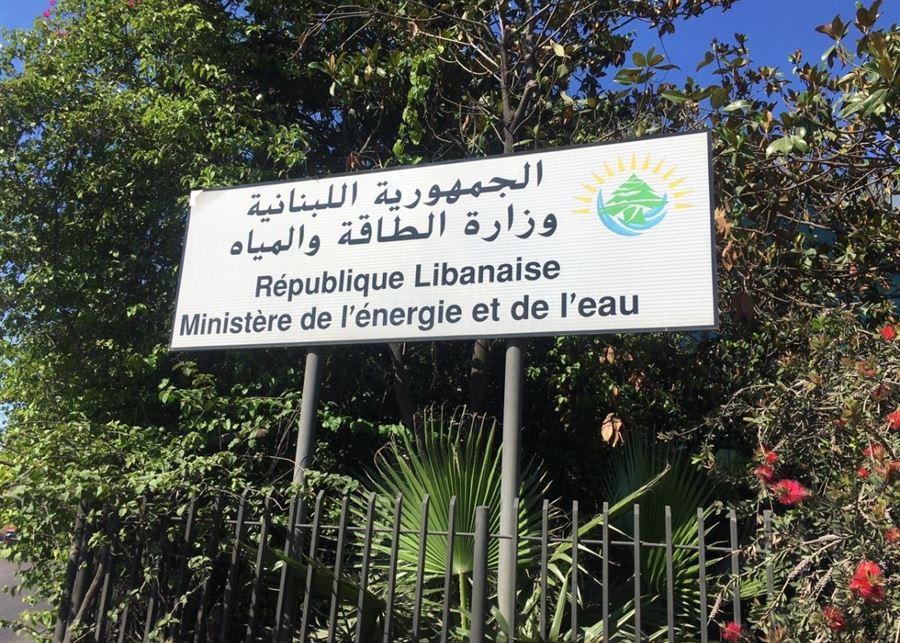 الجمهورية اللبنانية
وزارة الطاقة والمياه
République Libanaise
Ministère de l'énergie et de l'eau